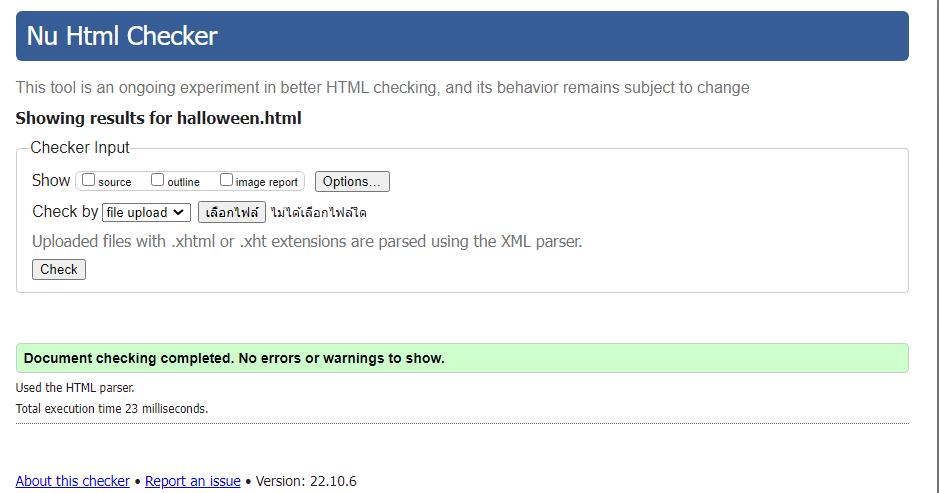 Nu Html Checker
This tool is an ongoing experiment in better HTML checking, and its behavior remains subject to change
Showing results for halloween.html
Checker Input
Show source outline image report Options...
Check by file upload เลือกไฟล์ ไม่ได้เลือกไฟล์ใด
Uploaded files with .xhtml or .xht extensions are parsed using the XML parser.
Check
Document checking completed. No errors or warnings to show.
Used the HTML parser.
Total execution time 23 milliseconds.
About this checker • Report an issue • Version: 22.10.6